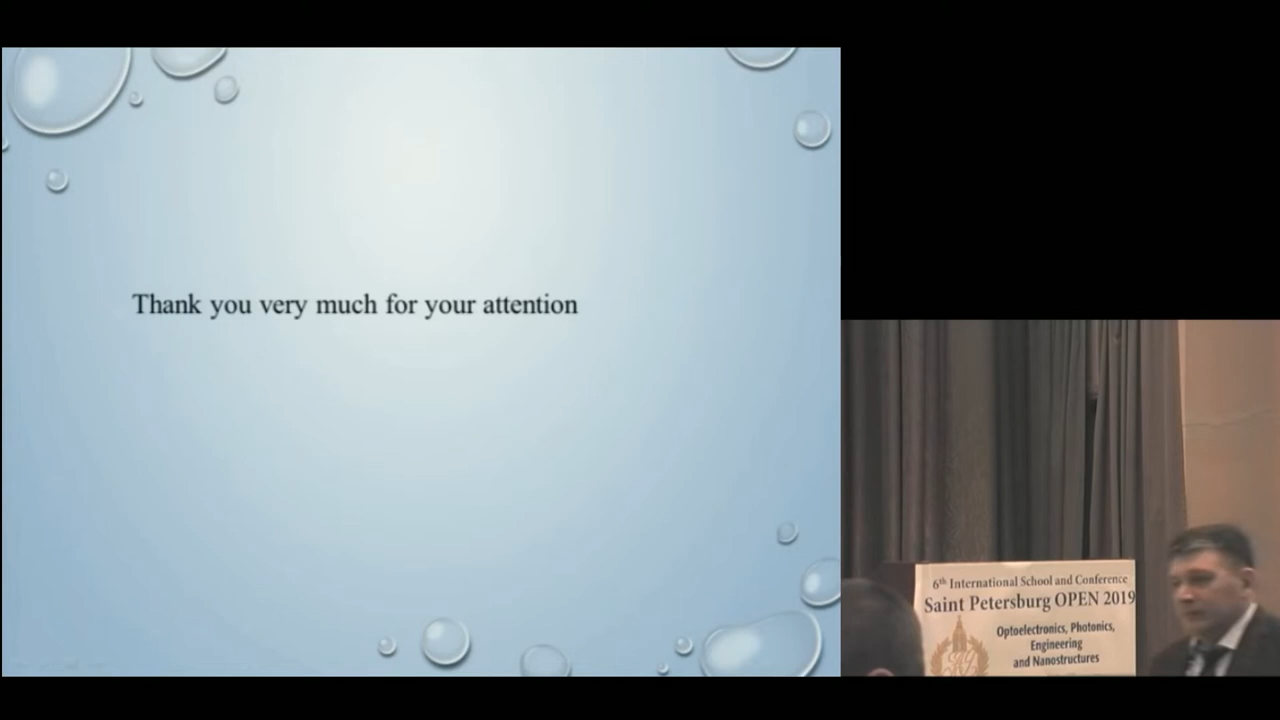 Thank you very much for your attention
6th International School and Conference
Saint Petersburg OPEN 2019
Optoelectronics, Photonics,
Engineering
and Nanostructures